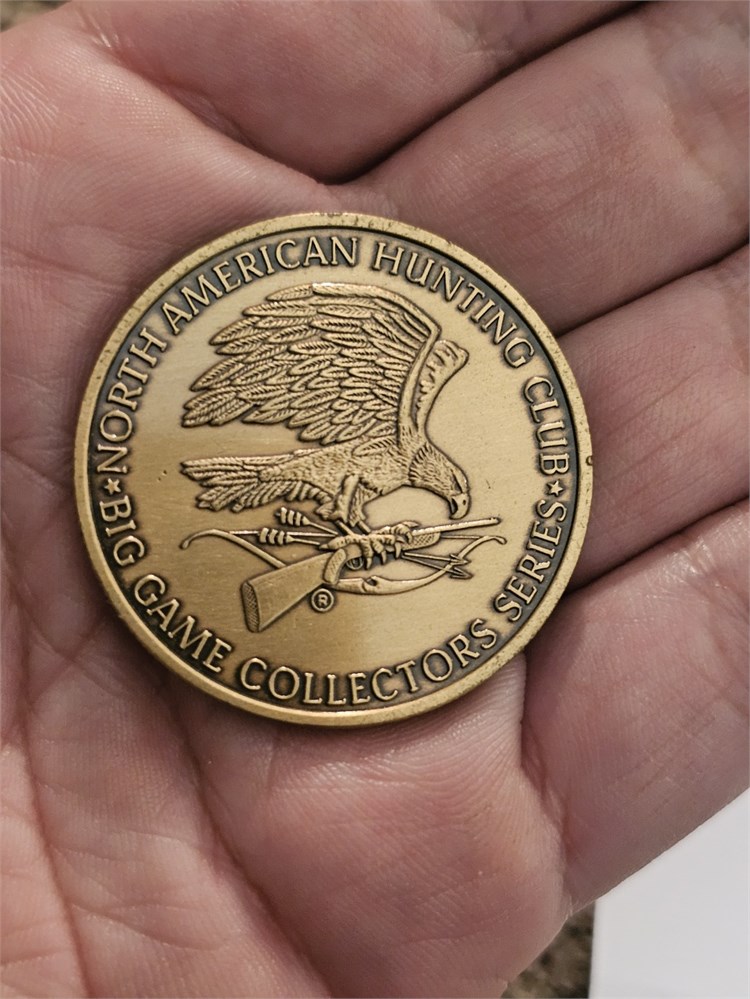 NORTH AMERICAN HUNTING CLUB
★BIG GAME COLLECTORS SERIES★
®